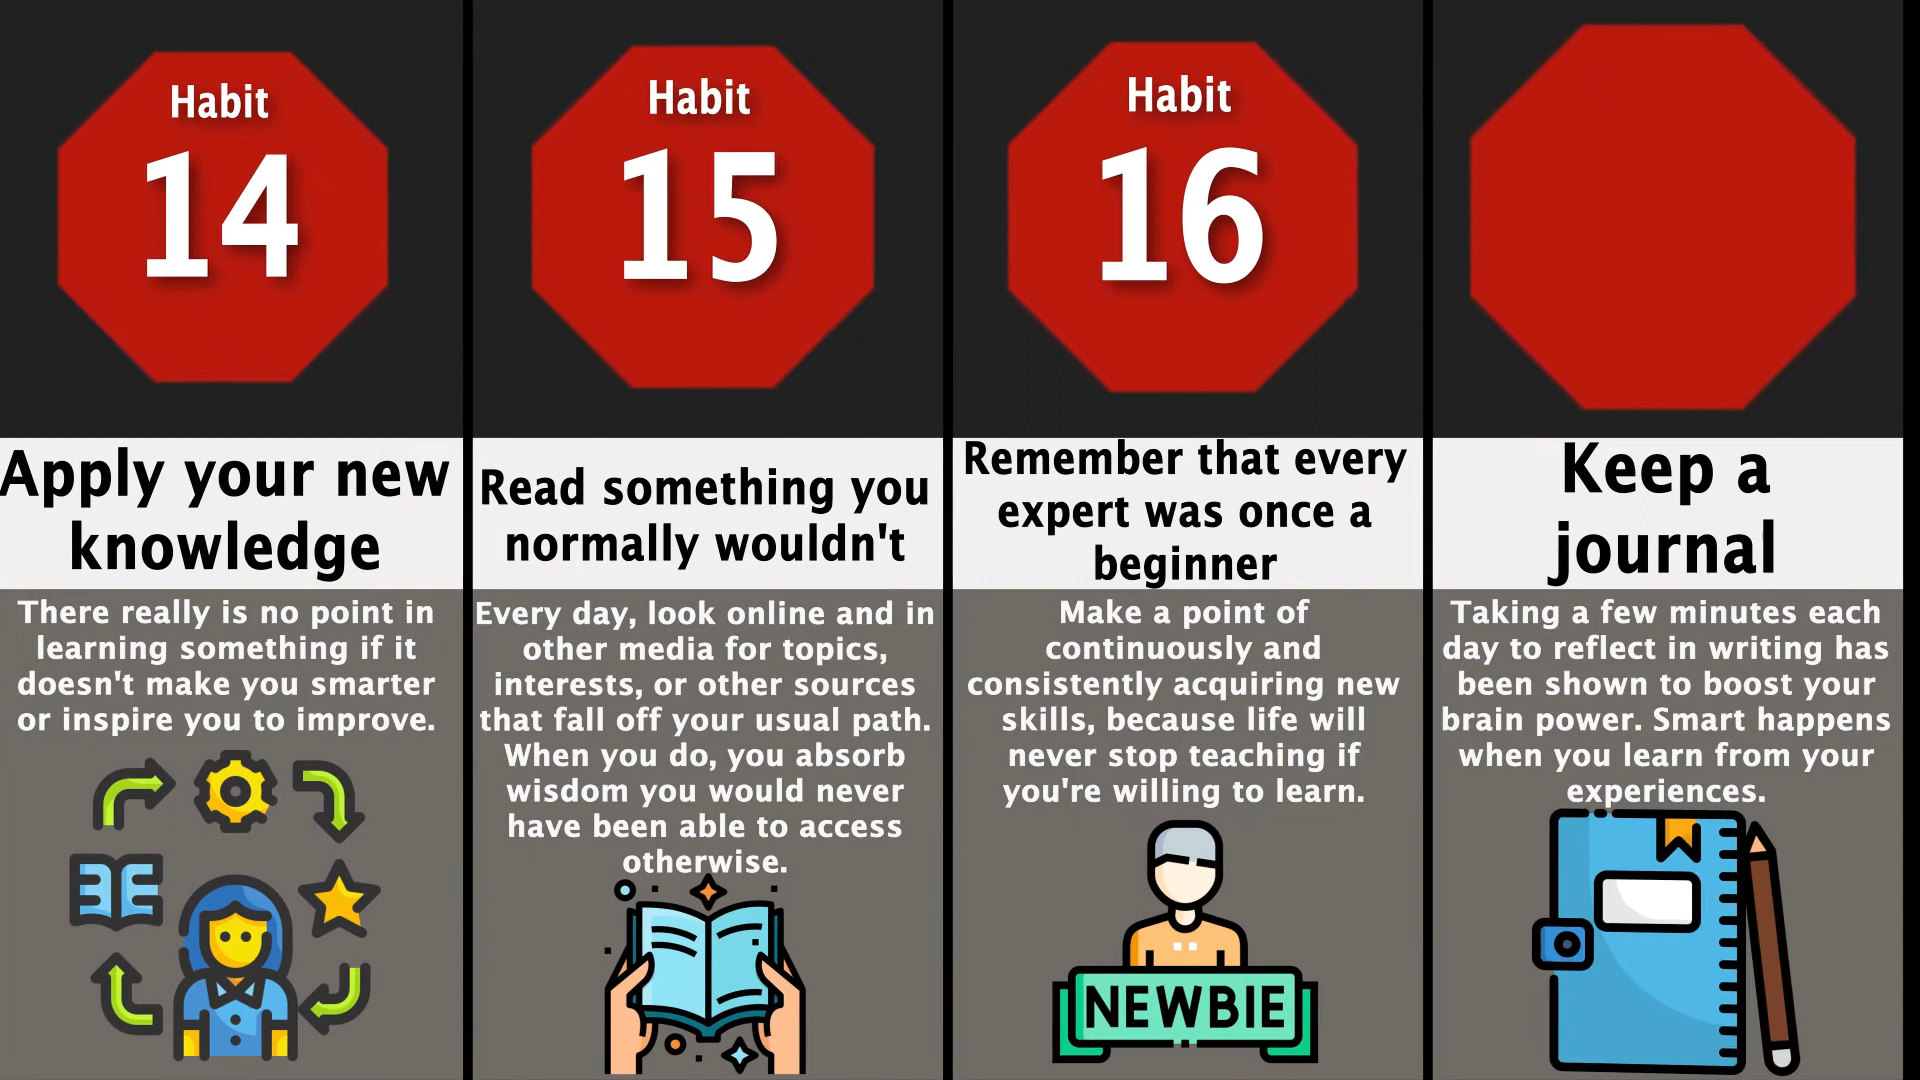 Habit
14
Apply your new
knowledge
There really is no point in
learning something if it
doesn't make you smarter
or inspire you to improve.
Habit
15
Read something you
normally wouldn't
Every day, look online and in
other media for topics,
interests, or other sources
that fall off your usual path.
When you do, you absorb
wisdom you would never
have been able to access
otherwise.
Habit
16
Remember that every
expert was once a
beginner
Make a point of
continuously and
consistently acquiring new
skills, because life will
never stop teaching if
you're willing to learn.
NEWBIE
Keep a
journal
Taking a few minutes each
day to reflect in writing has
been shown to boost your
brain power. Smart happens
when you learn from your
experiences.